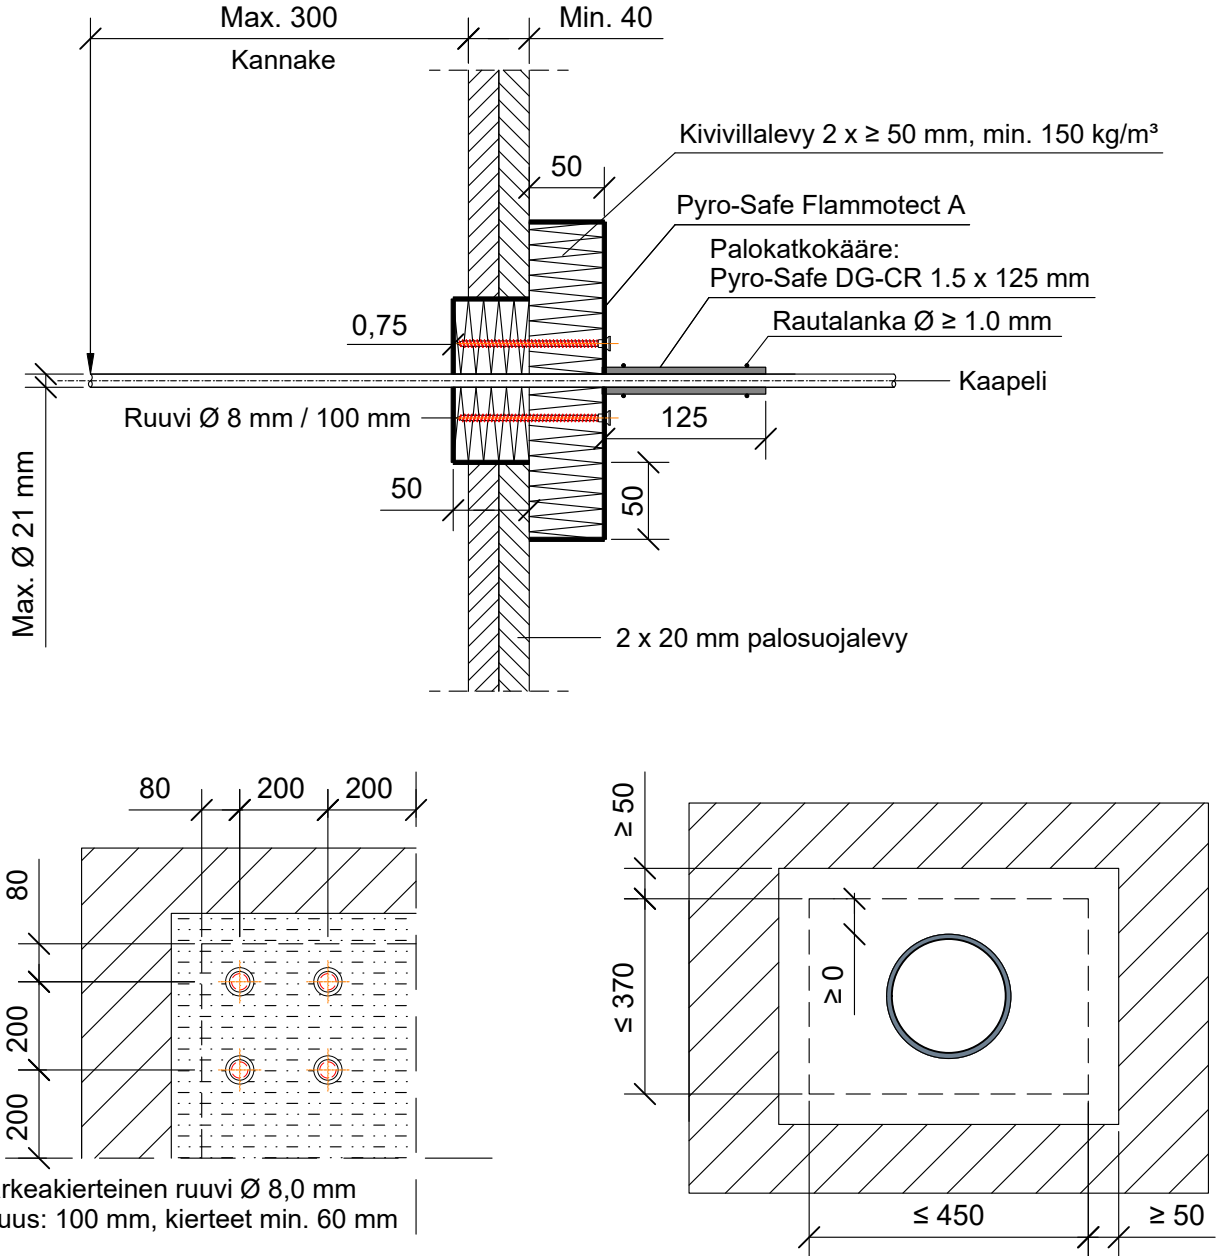 Max. 300
Min. 40
Kannake
Kivivillalevy 2 x ≥ 50 mm, min. 150 kg/m³
50
Pyro-Safe Flammotect A
Palokatkokääre:
Pyro-Safe DG-CR 1.5 x 125 mm
0,75
Rautalanka Ø ≥ 1.0 mm
Kaapeli
Ruuvi Ø 8 mm / 100 mm
125
Max. Ø 21 mm
50
50
2 x 20 mm palosuojalevy
80
200
200
80
200
200
≥ 50
≤ 370
≥ 0
rkeakierteinen ruuvi Ø 8,0 mm
uus: 100 mm, kierteet min. 60 mm
≤ 450
≥ 50